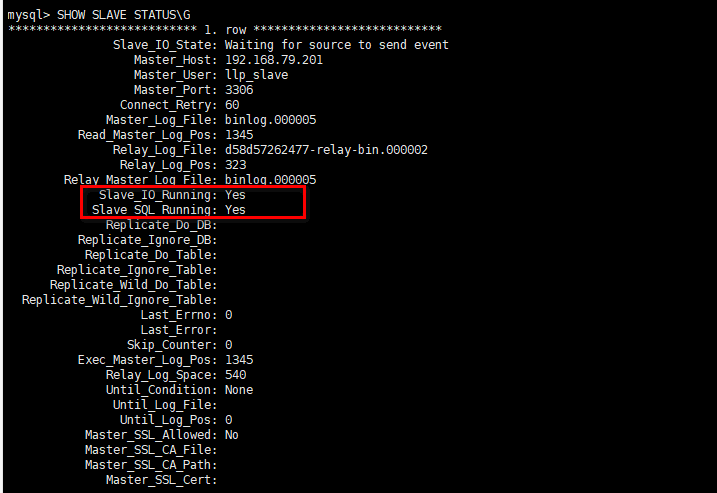 mysql> SHOW SLAVE STATUS\G
*************************** 1. row ***************************
Slave_IO_State: Waiting for source to send event
Master_Host: 192.168.79.201
Master_User: llp_slave
Master_Port: 3306
Connect_Retry: 60
Master_Log_File: binlog.000005
Read_Master_Log_Pos: 1345
Relay_Log_File: d58d57262477-relay-bin.000002
Relay_Log_Pos: 323
Relay_Master_Log_File: binlog.000005
Slave_IO_Running: Yes
Slave_SQL_Running: Yes
Replicate_Do_DB:
Replicate_Ignore_DB:
Replicate_Do_Table:
Replicate_Ignore_Table:
Replicate_Wild_Do_Table:
Replicate_Wild_Ignore_Table:
Last_Errno: 0
Last_Error:
Skip_Counter: 0
Exec_Master_Log_Pos: 1345
Relay_Log_Space: 540
Until_Condition: None
Until_Log_File:
Until_Log_Pos: 0
Master_SSL_Allowed: No
Master_SSL_CA_File:
Master_SSL_CA_Path:
Master_SSL_Cert: